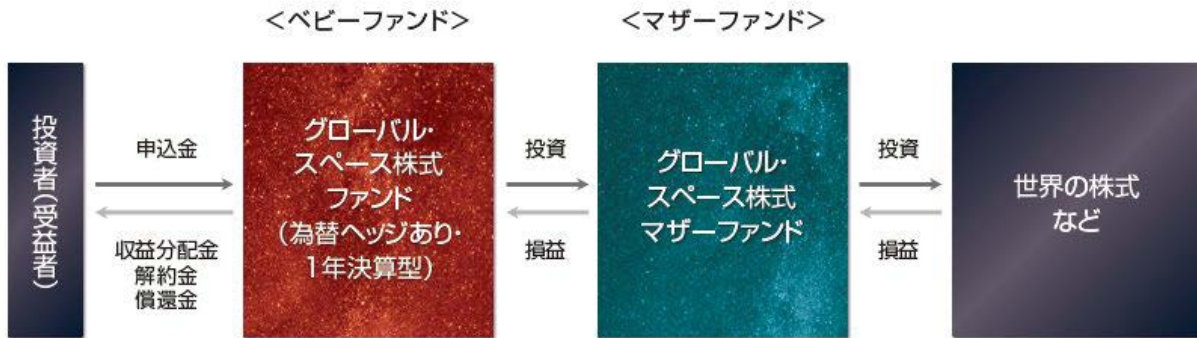 ＜ベビーファンド＞
＜マザーファンド＞
投資者(受益者)
申込金
収益分配金
解約金
償還金
グローバル・
スペース株式
ファンド
(為替ヘッジあり・
1年決算型)
投資
損益
グローバル・
スペース株式
マザーファンド
投資
損益
世界の株式
など